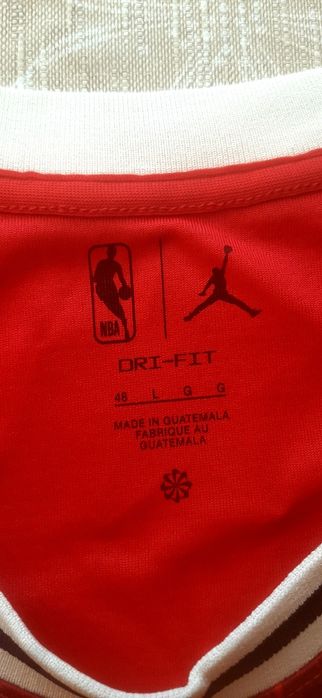 NBA
DRI-FIT
48 L G G
MADE IN GUATEMALA
FABRIQUE AU
GUATEMALA